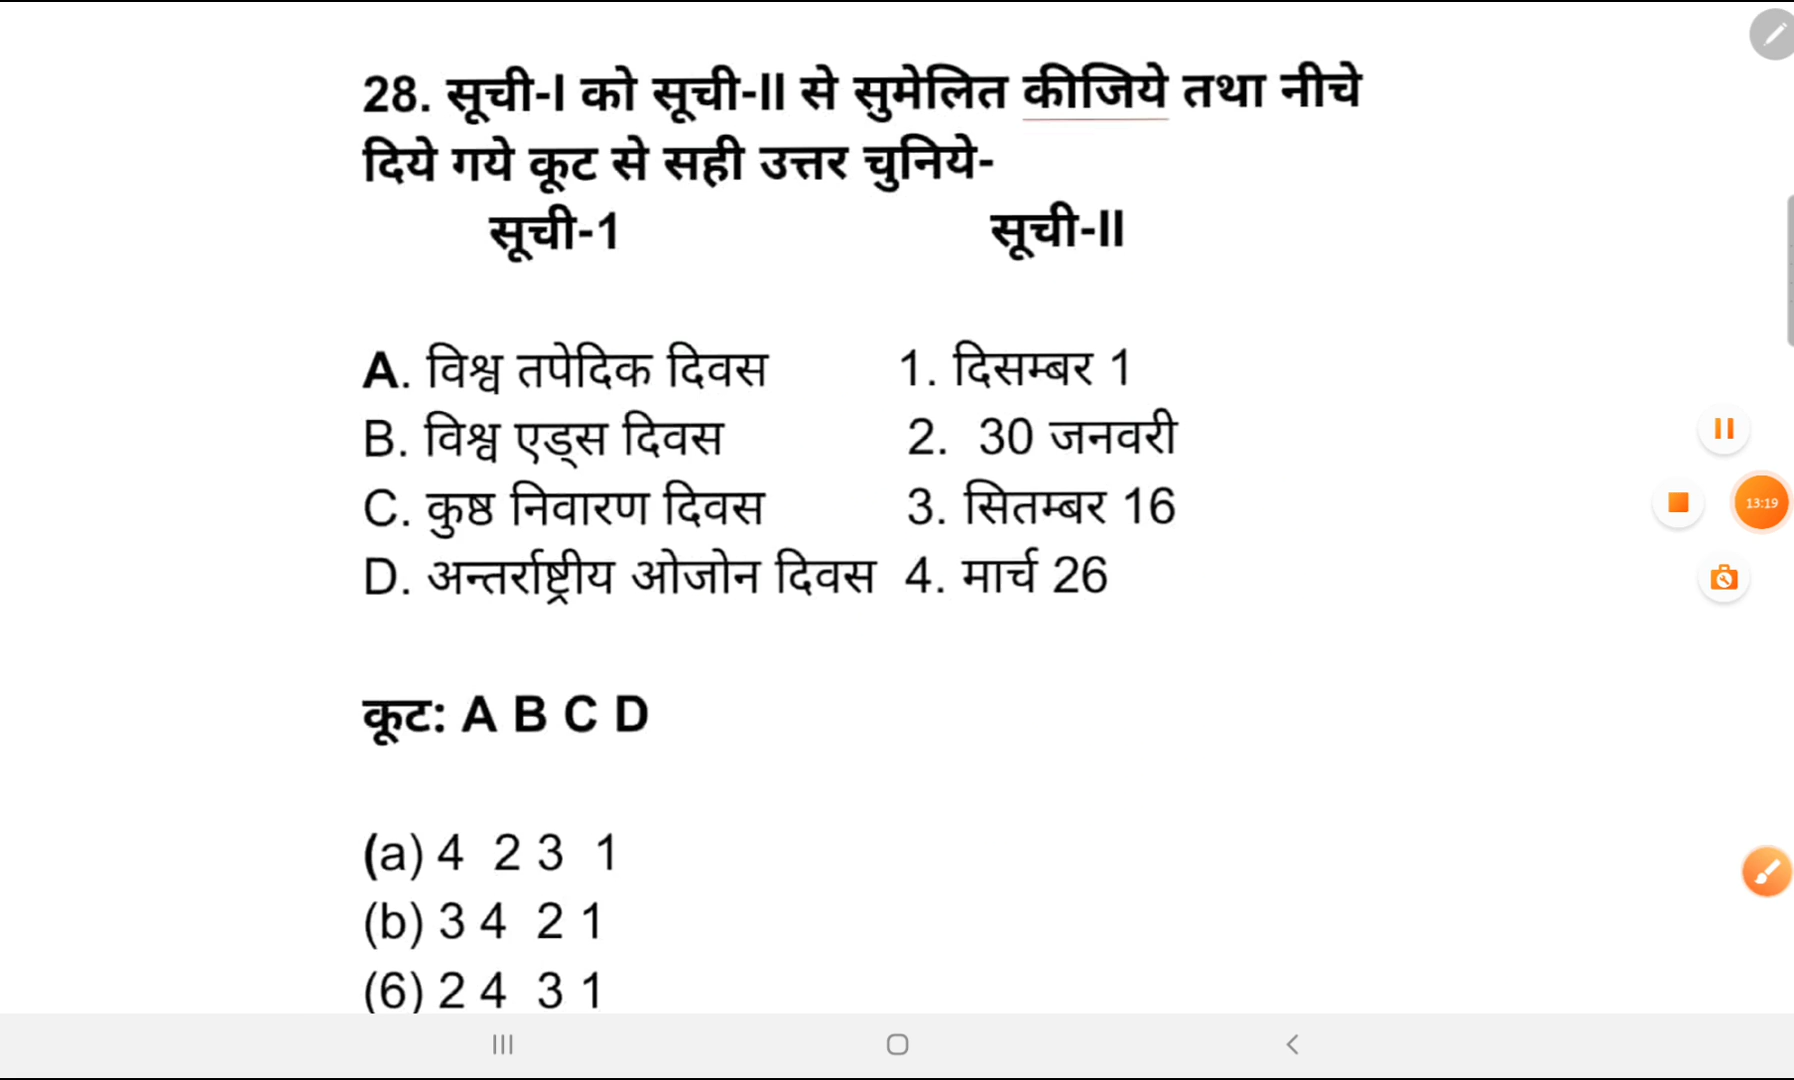 28. सूची-I को सूची-II से सुमेलित कीजिये तथा नीचे
दिये गये कूट से सही उत्तर चुनिये-
सूची-1 सूची-II
A. विश्व तपेदिक दिवस 1. दिसम्बर 1
B. विश्व एड्स दिवस 2. 30 जनवरी
C. कुष्ठ निवारण दिवस 3. सितम्बर 16
D. अन्तर्राष्ट्रीय ओजोन दिवस 4. मार्च 26
कूट: A B C D
(a) 4 2 3 1
(b) 3 4 2 1
(6) 2 4 3 1
13:19